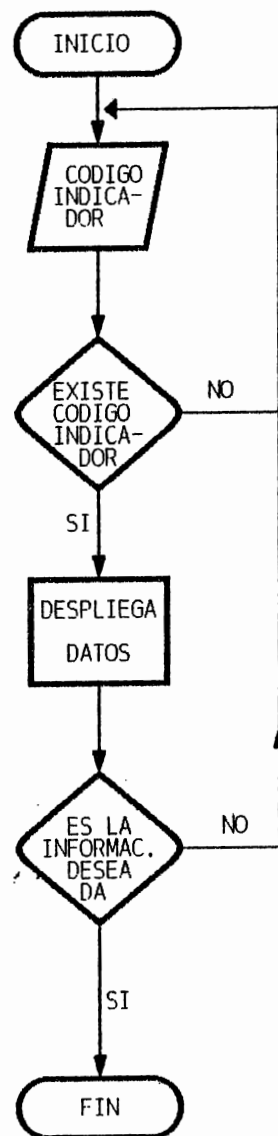 INICIO
CODIGO
INDICA-
DOR
EXISTE
CODIGO
INDICA-
DOR
NO
SI
DESPLIEGA
DATOS
ES LA
INFORMAC.
DESEA
DA
NO
SI
FIN